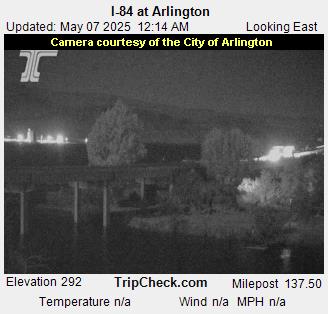 I-84 at Arlington
Updated: May 07 2025 12:14 AM Looking East
Camera courtesy of the City of Arlington
Elevation 292 TripCheck.com Milepost 137.50
Temperature n/a Wind n/a MPH n/a